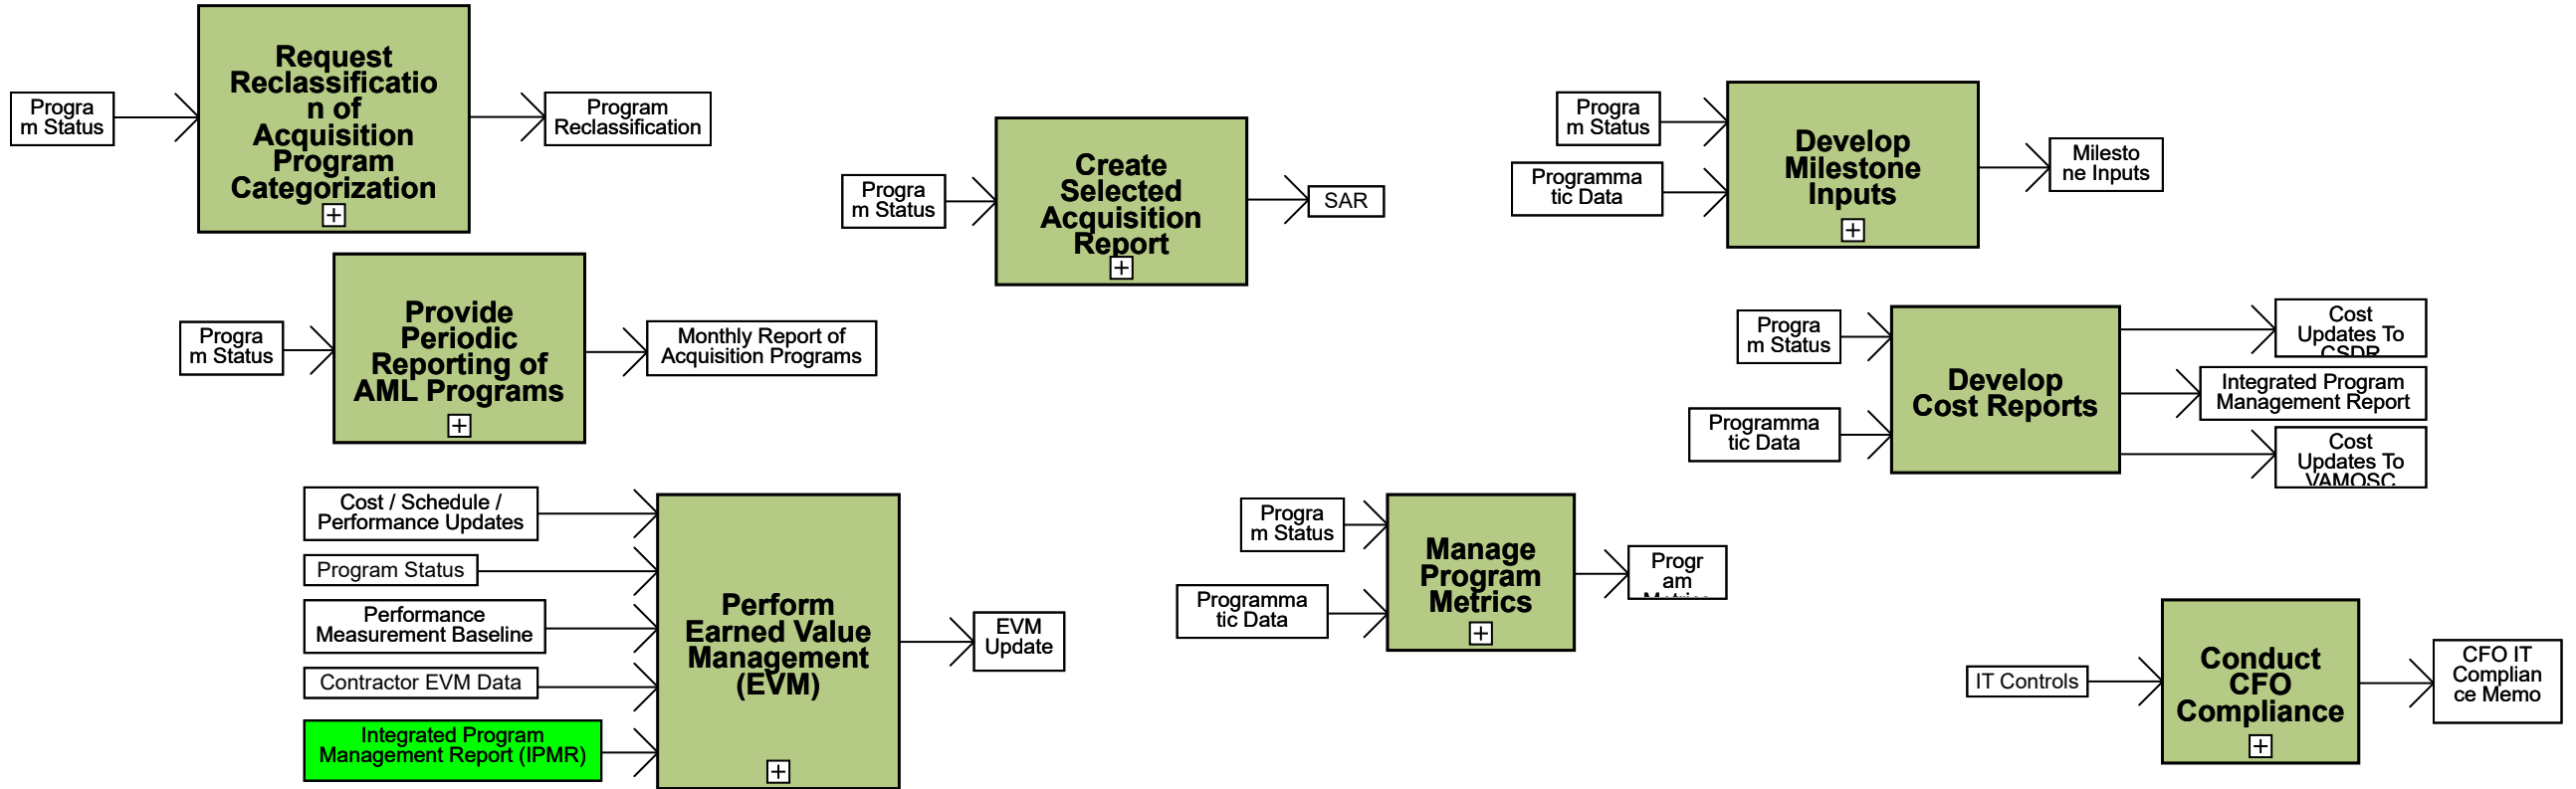 Request
Reclassificatio
n of
Acquisition
Program
Categorization
Progra
m Status
Program
Reclassification
Create
Selected
Acquisition
Report
Progra
m Status
SAR
Progra
m Status
Programma
tic Data
Develop
Milestone
Inputs
Milesto
ne Inputs
Progra
m Status
Provide
Periodic
Reporting of
AML Programs
Monthly Report of
Acquisition Programs
Progra
m Status
Programma
tic Data
Develop
Cost Reports
Cost
Updates To
CSDR
Integrated Program
Management Report
Cost
Updates To
VAMOSC
Cost / Schedule /
Performance Updates
Program Status
Performance
Measurement Baseline
Contractor EVM Data
Integrated Program
Management Report (IPMR)
Perform
Earned Value
Management
(EVM)
EVM
Update
Progra
m Status
Programma
tic Data
Manage
Program
Metrics
Progr
am
Metrics
IT Controls
Conduct
CFO
Compliance
CFO IT
Complian
ce Memo